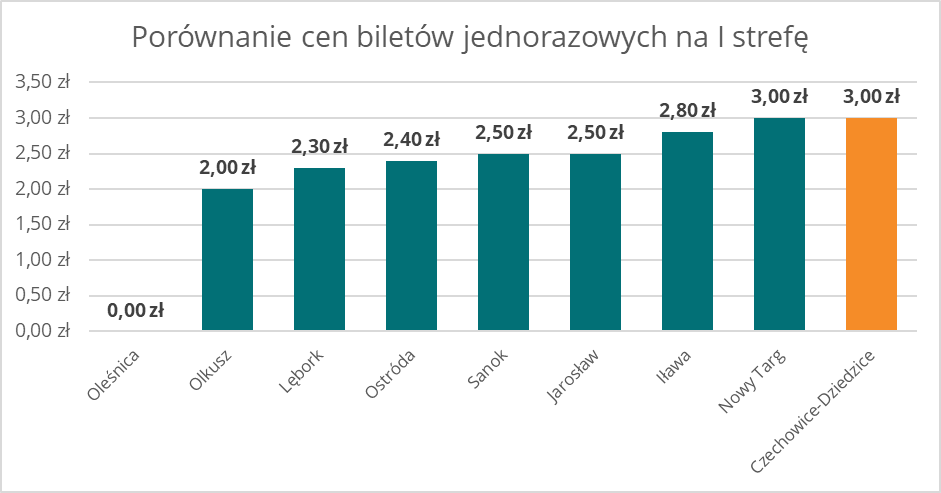 Porównanie cen biletów jednorazowych na I strefę
3,50 zł
3,00 zł
2,50 zł
2,00 zł
1,50 zł
1,00 zł
0,50 zł
0,00 zł
0,00 zł
2,00 zł
2,30 zł
2,40 zł
2,50 zł
2,50 zł
2,80 zł
3,00 zł
3,00 zł
Oleśnica
Olkusz
Lębork
Ostróda
Sanok
Jarosław
Iława
Nowy Targ
Czechowice-Dziedzice